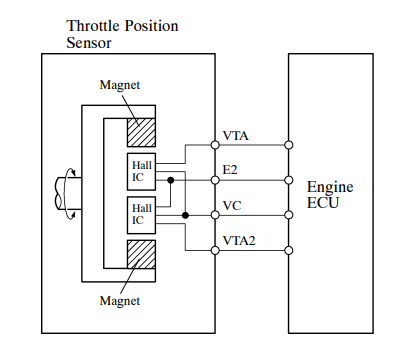 Throttle Position
Sensor
Magnet
VTA
Hall
IC
E2
Engine
ECU
Hall
IC
VC
VTA2
Magnet